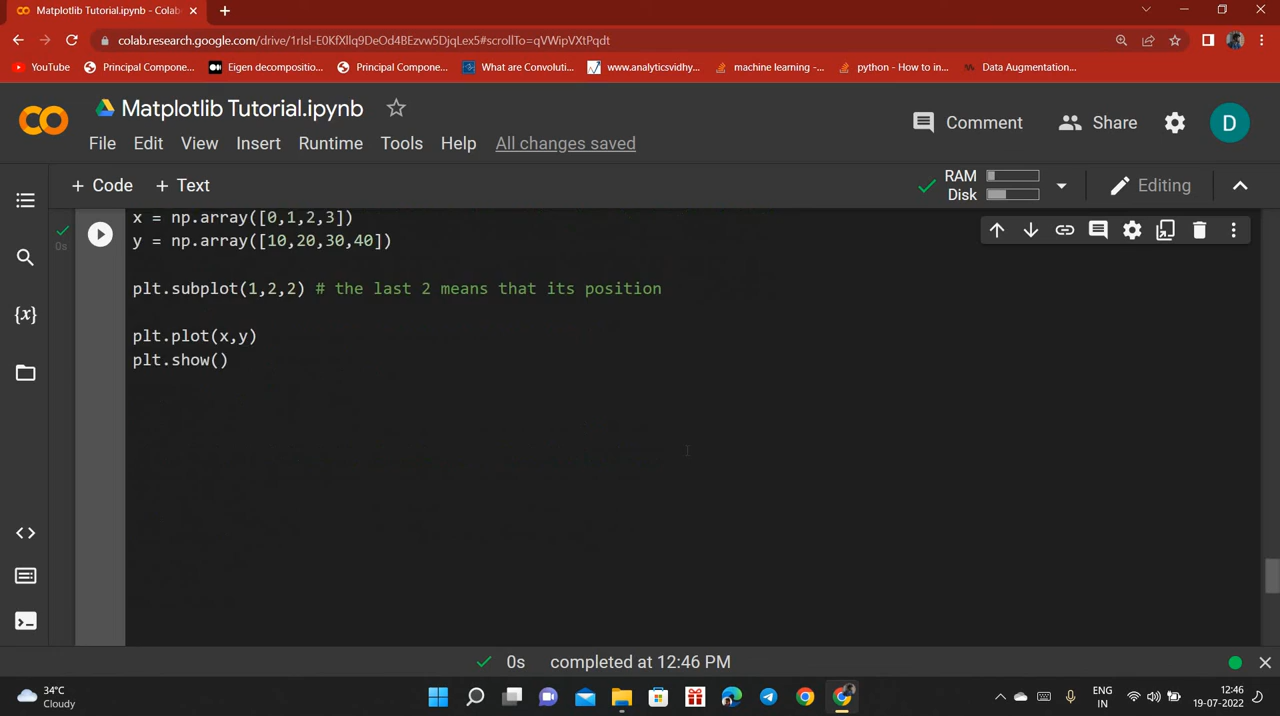 Matplotlib Tutorial.ipynb - Colab
colab.research.google.com/drive/1rIsl-E0KfXIlq9DeOd4BEzvw5DjqLex5#scrollTo=qVWipVXtPqdt
YouTube
Principal Compone...
Eigen decompositio...
Principal Compone...
What are Convoluti...
www.analyticsvidhy...
machine learning -...
python - How to in...
Data Augmentation...
CO
Matplotlib Tutorial.ipynb
Comment
Share
D
File Edit View Insert Runtime Tools Help All changes saved
+ Code + Text
RAM
Disk
Editing
x = np.array([0,1,2,3])
y = np.array([10,20,30,40])
0s
plt.subplot(1,2,2) # the last 2 means that its position
{x}
plt.plot(x,y)
plt.show()
0s completed at 12:46 PM
34°C
Cloudy
ENG
IN
12:46
19-07-2022